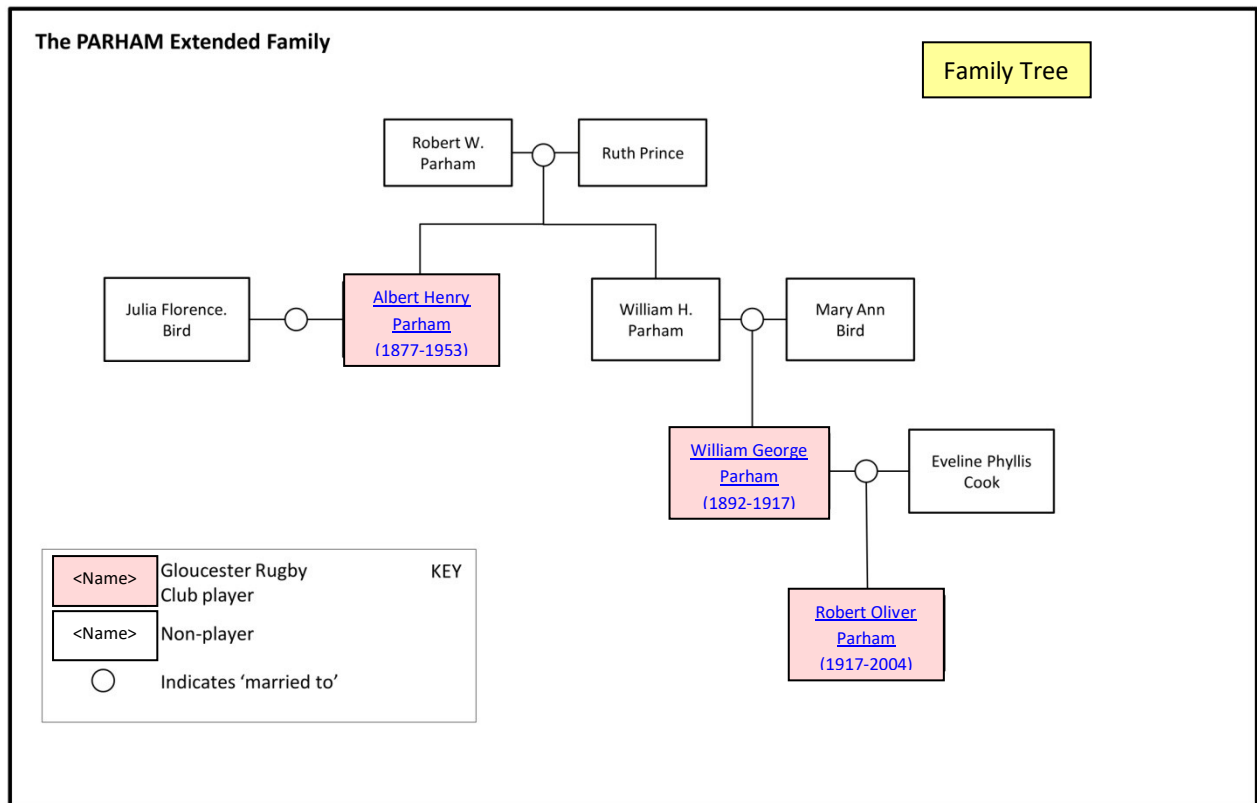 The PARHAM Extended Family
Family Tree
Robert W.
Parham
Ruth Prince
Julia Florence.
Bird
Albert Henry
Parham
(1877-1953)
William H.
Parham
Mary Ann
Bird
William George
Parham
(1892-1917)
Eveline Phyllis
Cook
Robert Oliver
Parham
(1917-2004)
KEY
<Name>
Gloucester Rugby
Club player
<Name>
Non-player
Indicates ‘married to’